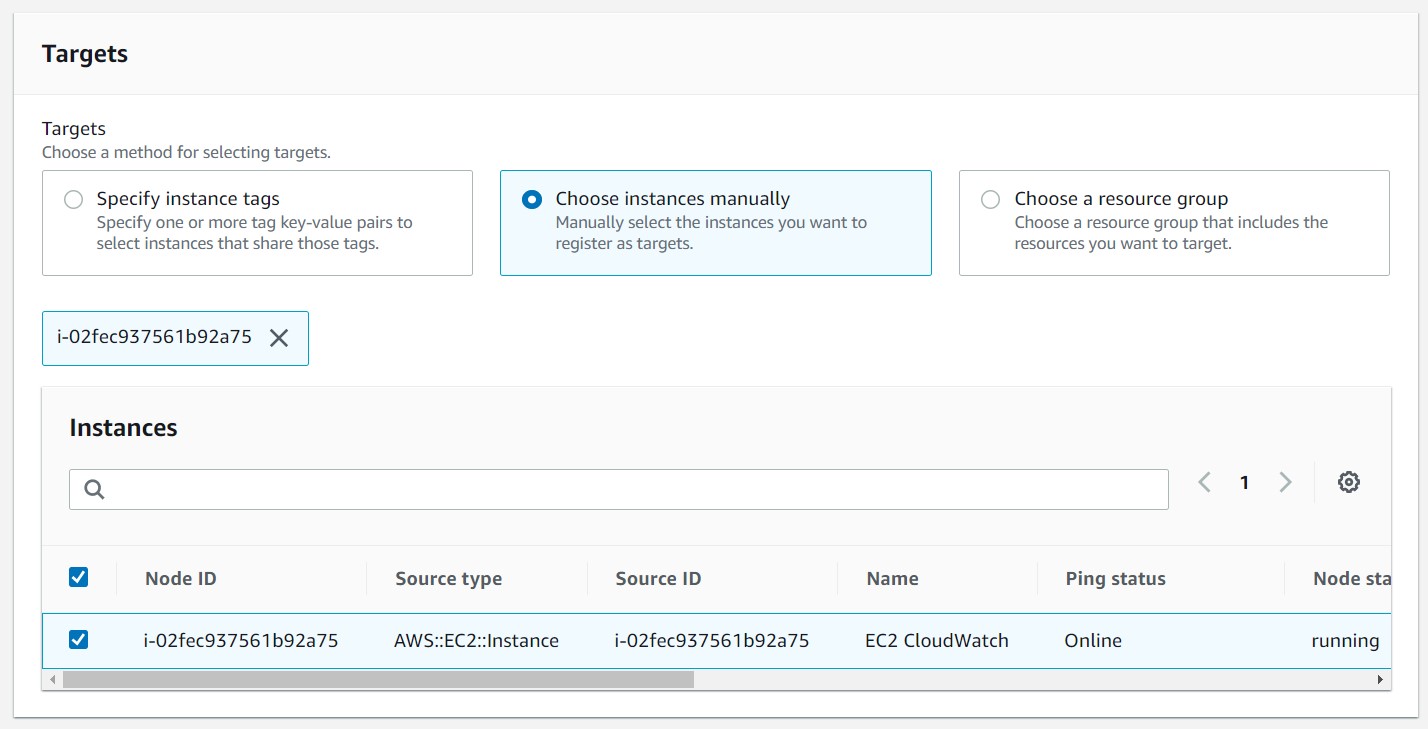 Targets
Targets
Choose a method for selecting targets.
Specify instance tags
Specify one or more tag key-value pairs to
select instances that share those tags.
Choose instances manually
Manually select the instances you want to
register as targets.
Choose a resource group
Choose a resource group that includes the
resources you want to target.
i-02fec937561b92a75
Instances
1
Node ID Source type Source ID Name Ping status Node sta
i-02fec937561b92a75 AWS::EC2::Instance i-02fec937561b92a75 EC2 CloudWatch Online running